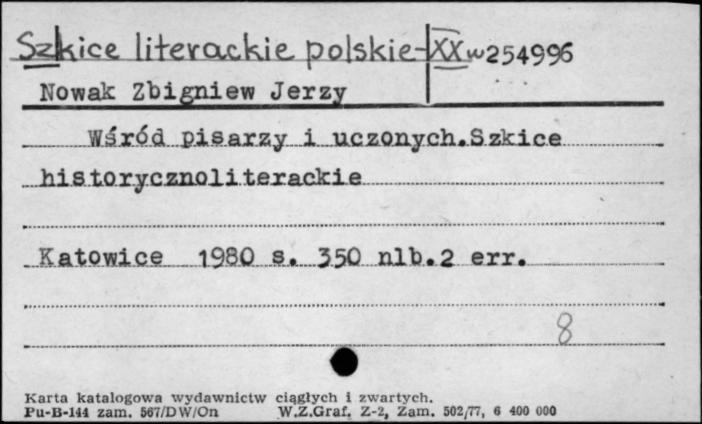 Szkice literackie polskie-XXw 254996
Nowak Zbigniew Jerzy
Wśród pisarzy i uczonych.Szkice
historycznoliterackie
Katowice 1980 s. 350 nlb.2 err.
8
Karta katalogowa wydawnictw ciągłych i zwartych.
Pu-B-144 zam. 567/DW/On W.Z.Graf. Z-2, Zam. 502/77, 6 400 000